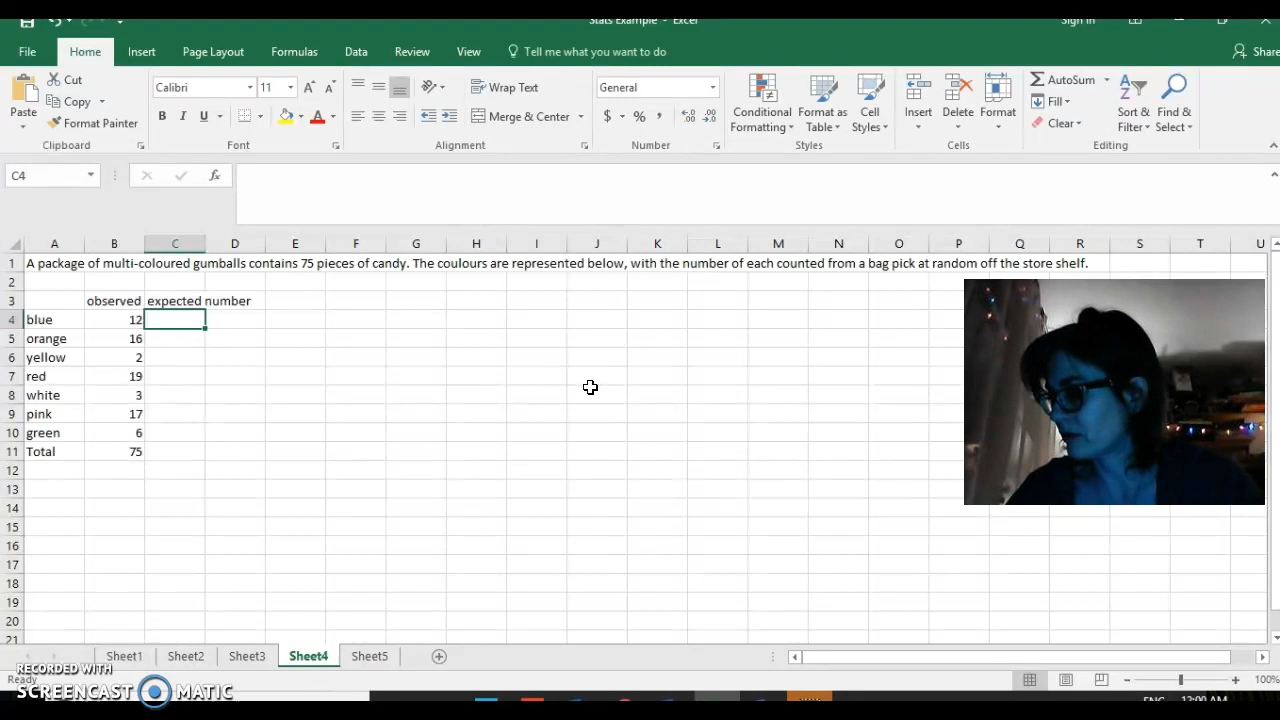 Stats Example - Excel
Sign in
File Home Insert Page Layout Formulas Data Review View Tell me what you want to do Share
Paste
Cut
Copy
Format Painter
Clipboard
Calibri 11
B I U
Font
Wrap Text
Merge & Center
Alignment
General
$ % ,
Number
Conditional Formatting
Format as Table
Cell Styles
Styles
Insert Delete Format
Cells
AutoSum
Fill
Clear
Sort & Filter
Find & Select
Editing
C4 fx
A B C D E F G H I J K L M N O P Q R S T U
1 A package of multi-coloured gumballs contains 75 pieces of candy. The coulours are represented below, with the number of each counted from a bag pick at random off the store shelf.
2
3 observed expected number
4 blue 12
5 orange 16
6 yellow 2
7 red 19
8 white 3
9 pink 17
10 green 6
11 Total 75
12
13
14
15
16
17
18
19
20
21
Sheet1 Sheet2 Sheet3 Sheet4 Sheet5
RECORDED WITH
SCREENCAST MATIC
Ready
100%
ENG 12:00 AM